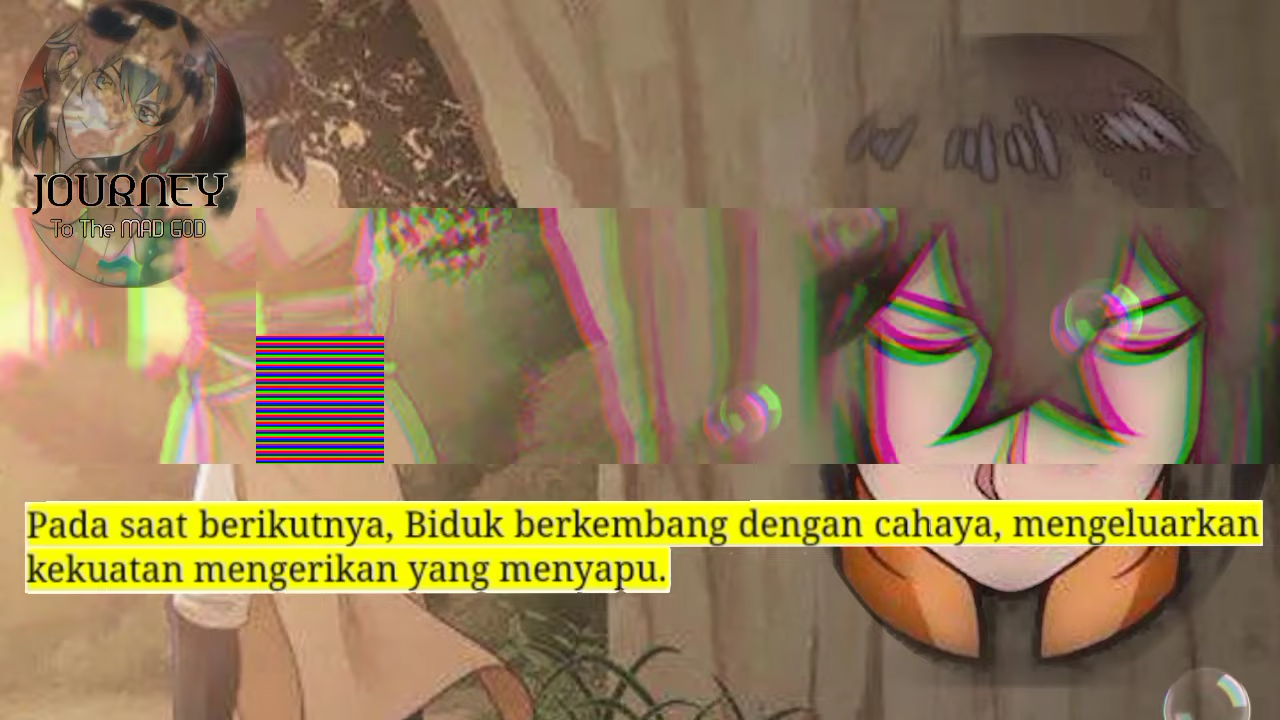 JOURNEY
To The MAD GOD
Pada saat berikutnya, Biduk berkembang dengan cahaya, mengeluarkan
kekuatan mengerikan yang menyapu.